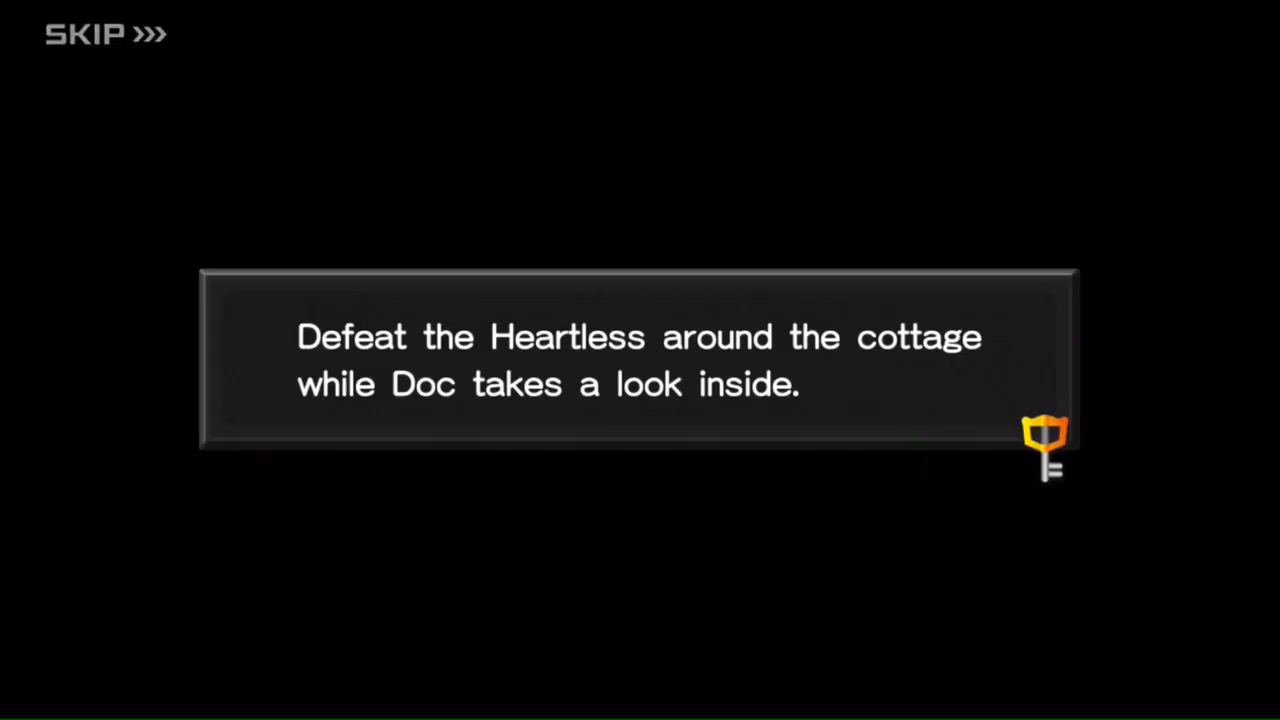 SKIP >>>
Defeat the Heartless around the cottage
while Doc takes a look inside.